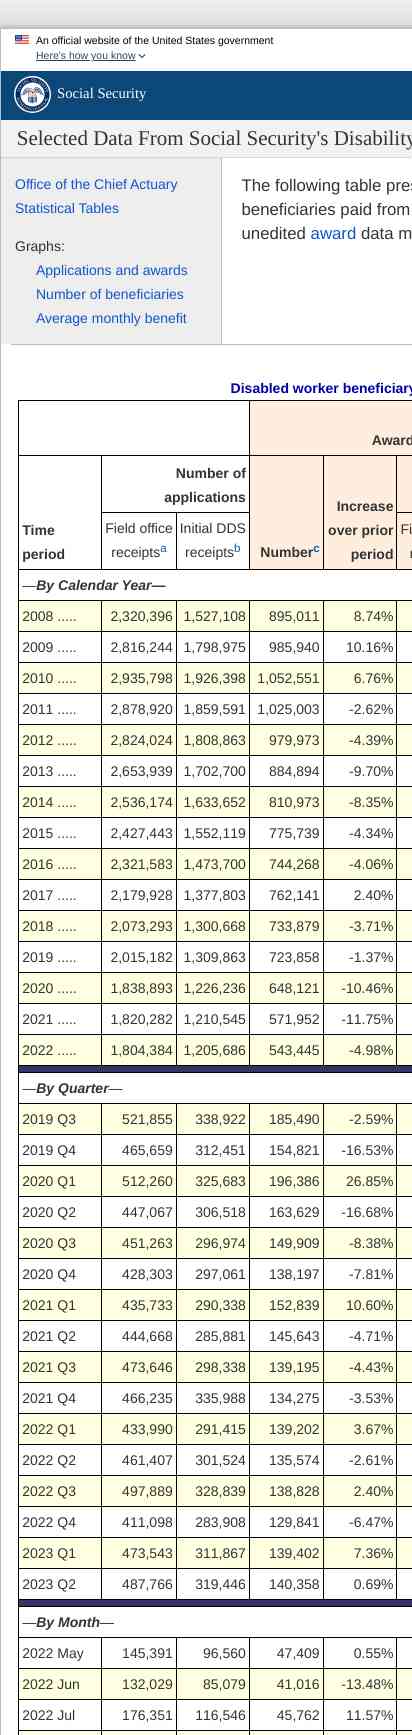 An official website of the United States government
Here's how you know
Social Security
Selected Data From Social Security's Disability
Office of the Chief Actuary
Statistical Tables
Graphs:
Applications and awards
Number of beneficiaries
Average monthly benefit
The following table
beneficiaries paid from
unedited award data
Disabled worker beneficiary
Time period
Number of applications
Field office receiptsa
Initial DDS receiptsb
Numberc
Increase over prior period
—By Calendar Year—
2008 ..... 2,320,396 1,527,108 895,011 8.74%
2009 ..... 2,816,244 1,798,975 985,940 10.16%
2010 ..... 2,935,798 1,926,398 1,052,551 6.76%
2011 ..... 2,878,920 1,859,591 1,025,003 -2.62%
2012 ..... 2,824,024 1,808,863 979,973 -4.39%
2013 ..... 2,653,939 1,702,700 884,894 -9.70%
2014 ..... 2,536,174 1,633,652 810,973 -8.35%
2015 ..... 2,427,443 1,552,119 775,739 -4.34%
2016 ..... 2,321,583 1,473,700 744,268 -4.06%
2017 ..... 2,179,928 1,377,803 762,141 2.40%
2018 ..... 2,073,293 1,300,668 733,879 -3.71%
2019 ..... 2,015,182 1,309,863 723,858 -1.37%
2020 ..... 1,838,893 1,226,236 648,121 -10.46%
2021 ..... 1,820,282 1,210,545 571,952 -11.75%
2022 ..... 1,804,384 1,205,686 543,445 -4.98%
—By Quarter—
2019 Q3 521,855 338,922 185,490 -2.59%
2019 Q4 465,659 312,451 154,821 -16.53%
2020 Q1 512,260 325,683 196,386 26.85%
2020 Q2 447,067 306,518 163,629 -16.68%
2020 Q3 451,263 296,974 149,909 -8.38%
2020 Q4 428,303 297,061 138,197 -7.81%
2021 Q1 435,733 290,338 152,839 10.60%
2021 Q2 444,668 285,881 145,643 -4.71%
2021 Q3 473,646 298,338 139,195 -4.43%
2021 Q4 466,235 335,988 134,275 -3.53%
2022 Q1 433,990 291,415 139,202 3.67%
2022 Q2 461,407 301,524 135,574 -2.61%
2022 Q3 497,889 328,839 138,828 2.40%
2022 Q4 411,098 283,908 129,841 -6.47%
2023 Q1 473,543 311,867 139,402 7.36%
2023 Q2 487,766 319,446 140,358 0.69%
—By Month—
2022 May 145,391 96,560 47,409 0.55%
2022 Jun 132,029 85,079 41,016 -13.48%
2022 Jul 176,351 116,546 45,762 11.57%